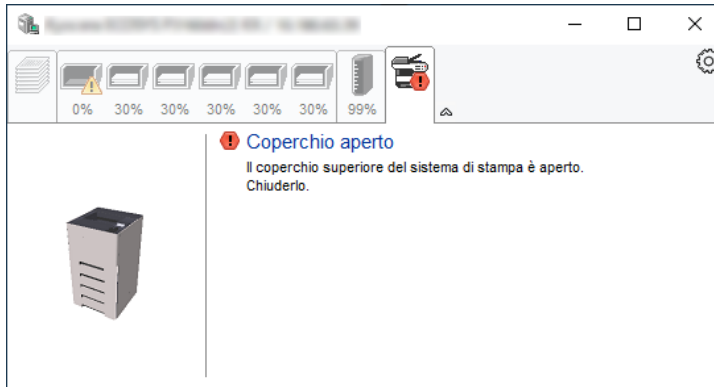 0% 30% 30% 30% 30% 30% 99%
Coperchio aperto
Il coperchio superiore del sistema di stampa è aperto.
Chiuderlo.